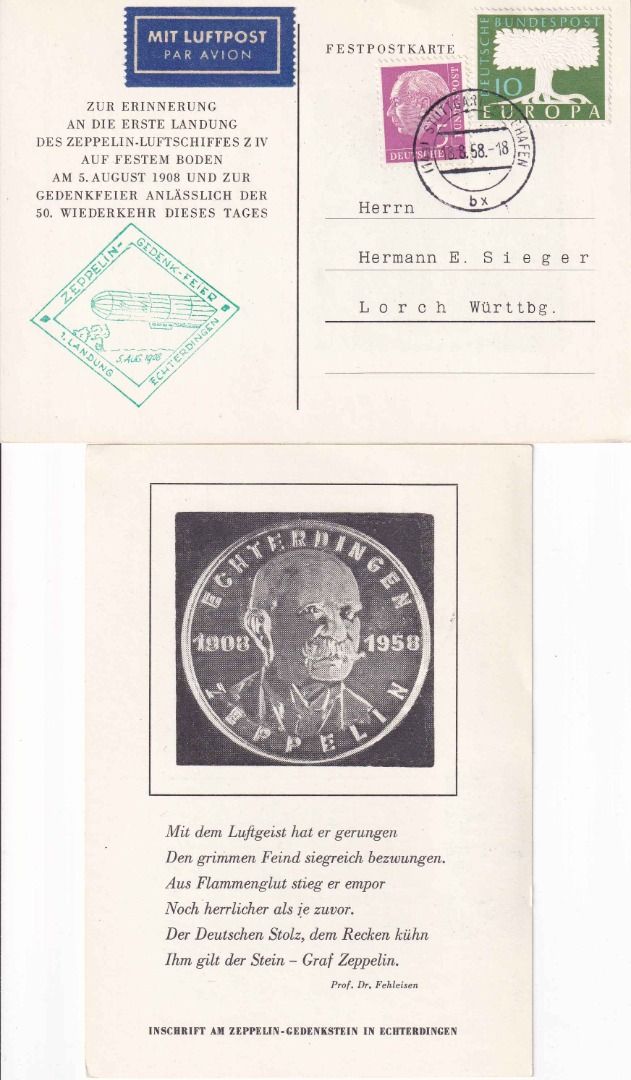 MIT LUFTPOST
PAR AVION
ZUR ERINNERUNG
AN DIE ERSTE LANDUNG
DES ZEPPELIN-LUFTSCHIFFES Z IV
AUF FESTEM BODEN
AM 5. AUGUST 1908 UND ZUR
GEDENKFEIER ANLÄSSLICH DER
50. WIEDERKEHR DIESES TAGES
ZEPPELIN-
GEDENK-FEIER
1. LANDUNG
ECHTERDINGEN
5. AUG. 1908
FESTPOSTKARTE
DEUTSCHE BUNDESPOST
10
EUROPA
DEUTSCHE
BUNDESPOST
STUTTGART
.8.58.-18
bx
Herrn
Hermann E. Sieger
Lorch Württbg.
ECHTERDINGEN
1908 1958
ZEPPELIN
Mit dem Luftgeist hat er gerungen
Den grimmen Feind siegreich bezwungen.
Aus Flammenglut stieg er empor
Noch herrlicher als je zuvor.
Der Deutschen Stolz, dem Recken kühn
Ihm gilt der Stein – Graf Zeppelin.
Prof. Dr. Fehleisen
INSCHRIFT AM ZEPPELIN-GEDENKSTEIN IN ECHTERDINGEN